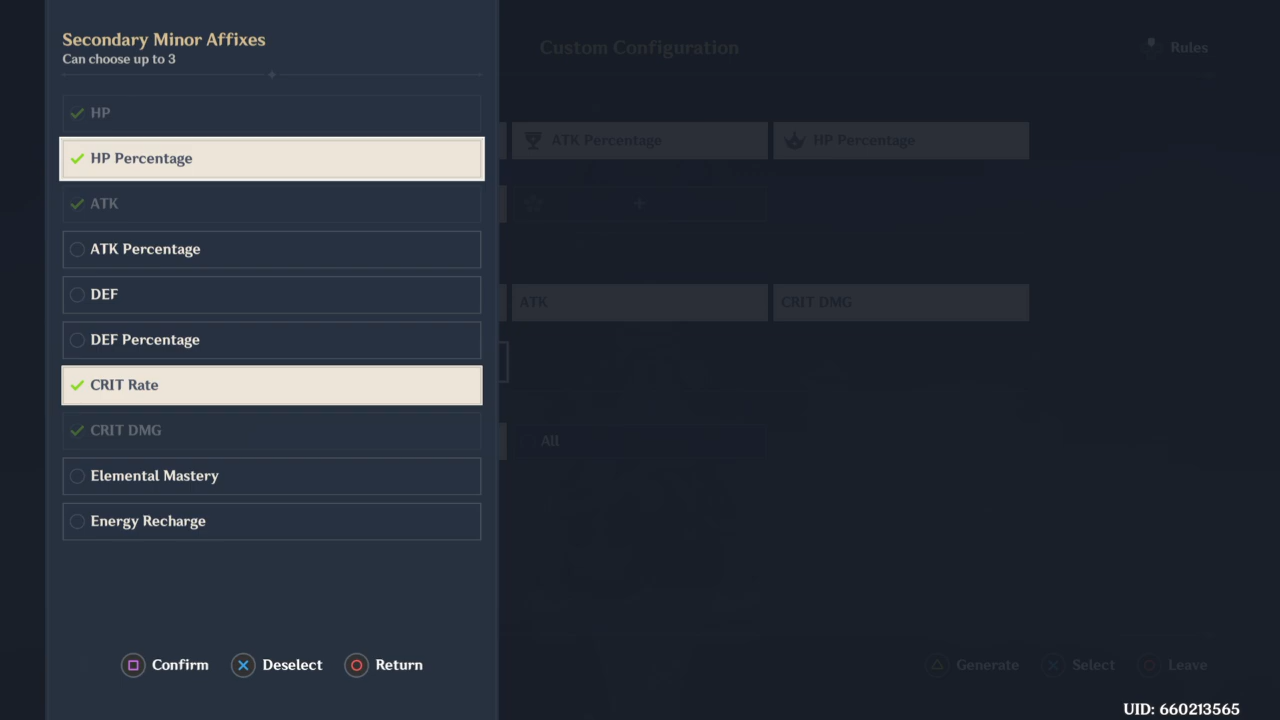 Secondary Minor Affixes
Can choose up to 3
HP
HP Percentage
ATK
ATK Percentage
DEF
DEF Percentage
CRIT Rate
CRIT DMG
Elemental Mastery
Energy Recharge
Confirm Deselect Return
Custom Configuration
Rules
ATK Percentage HP Percentage
ATK CRIT DMG
All
Generate Select Leave
UID: 660213565